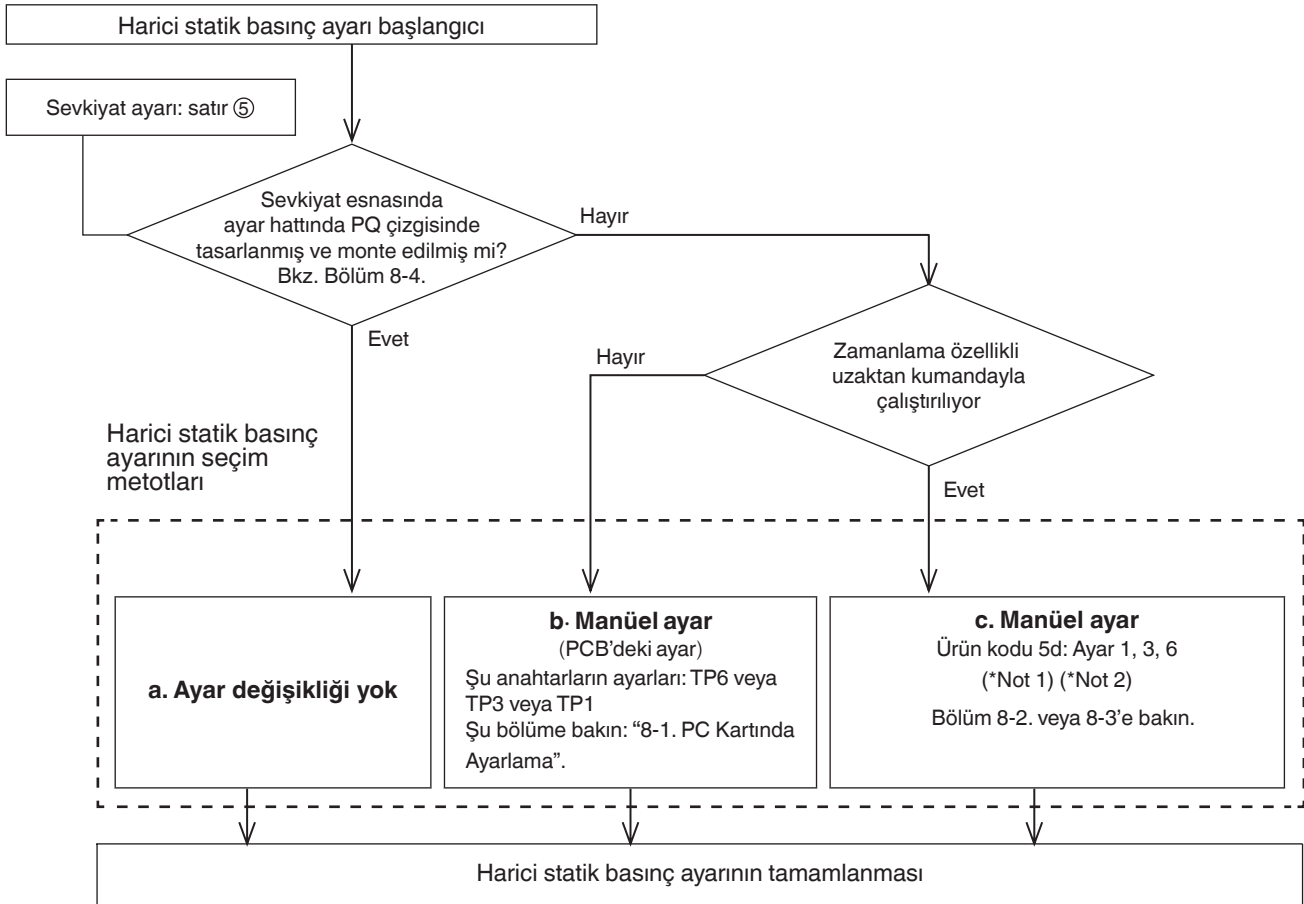 Harici statik basınç ayarı başlangıcı
Sevkiyat ayarı: satır ⑤
Sevkiyat esnasında
ayar hattında PQ çizgisinde
tasarlanmış ve monte edilmiş mi?
Bkz. Bölüm 8-4.
Hayır
Evet
Zamanlama özellikli
uzaktan kumandayla
çalıştırılıyor
Hayır
Evet
Harici statik basınç
ayarının seçim
metotları
a. Ayar değişikliği yok
b. Manüel ayar
(PCB’deki ayar)
Şu anahtarların ayarları: TP6 veya
TP3 veya TP1
Şu bölüme bakın: “8-1. PC Kartında
Ayarlama”.
c. Manüel ayar
Ürün kodu 5d: Ayar 1, 3, 6
(*Not 1) (*Not 2)
Bölüm 8-2. veya 8-3’e bakın.
Harici statik basınç ayarının tamamlanması